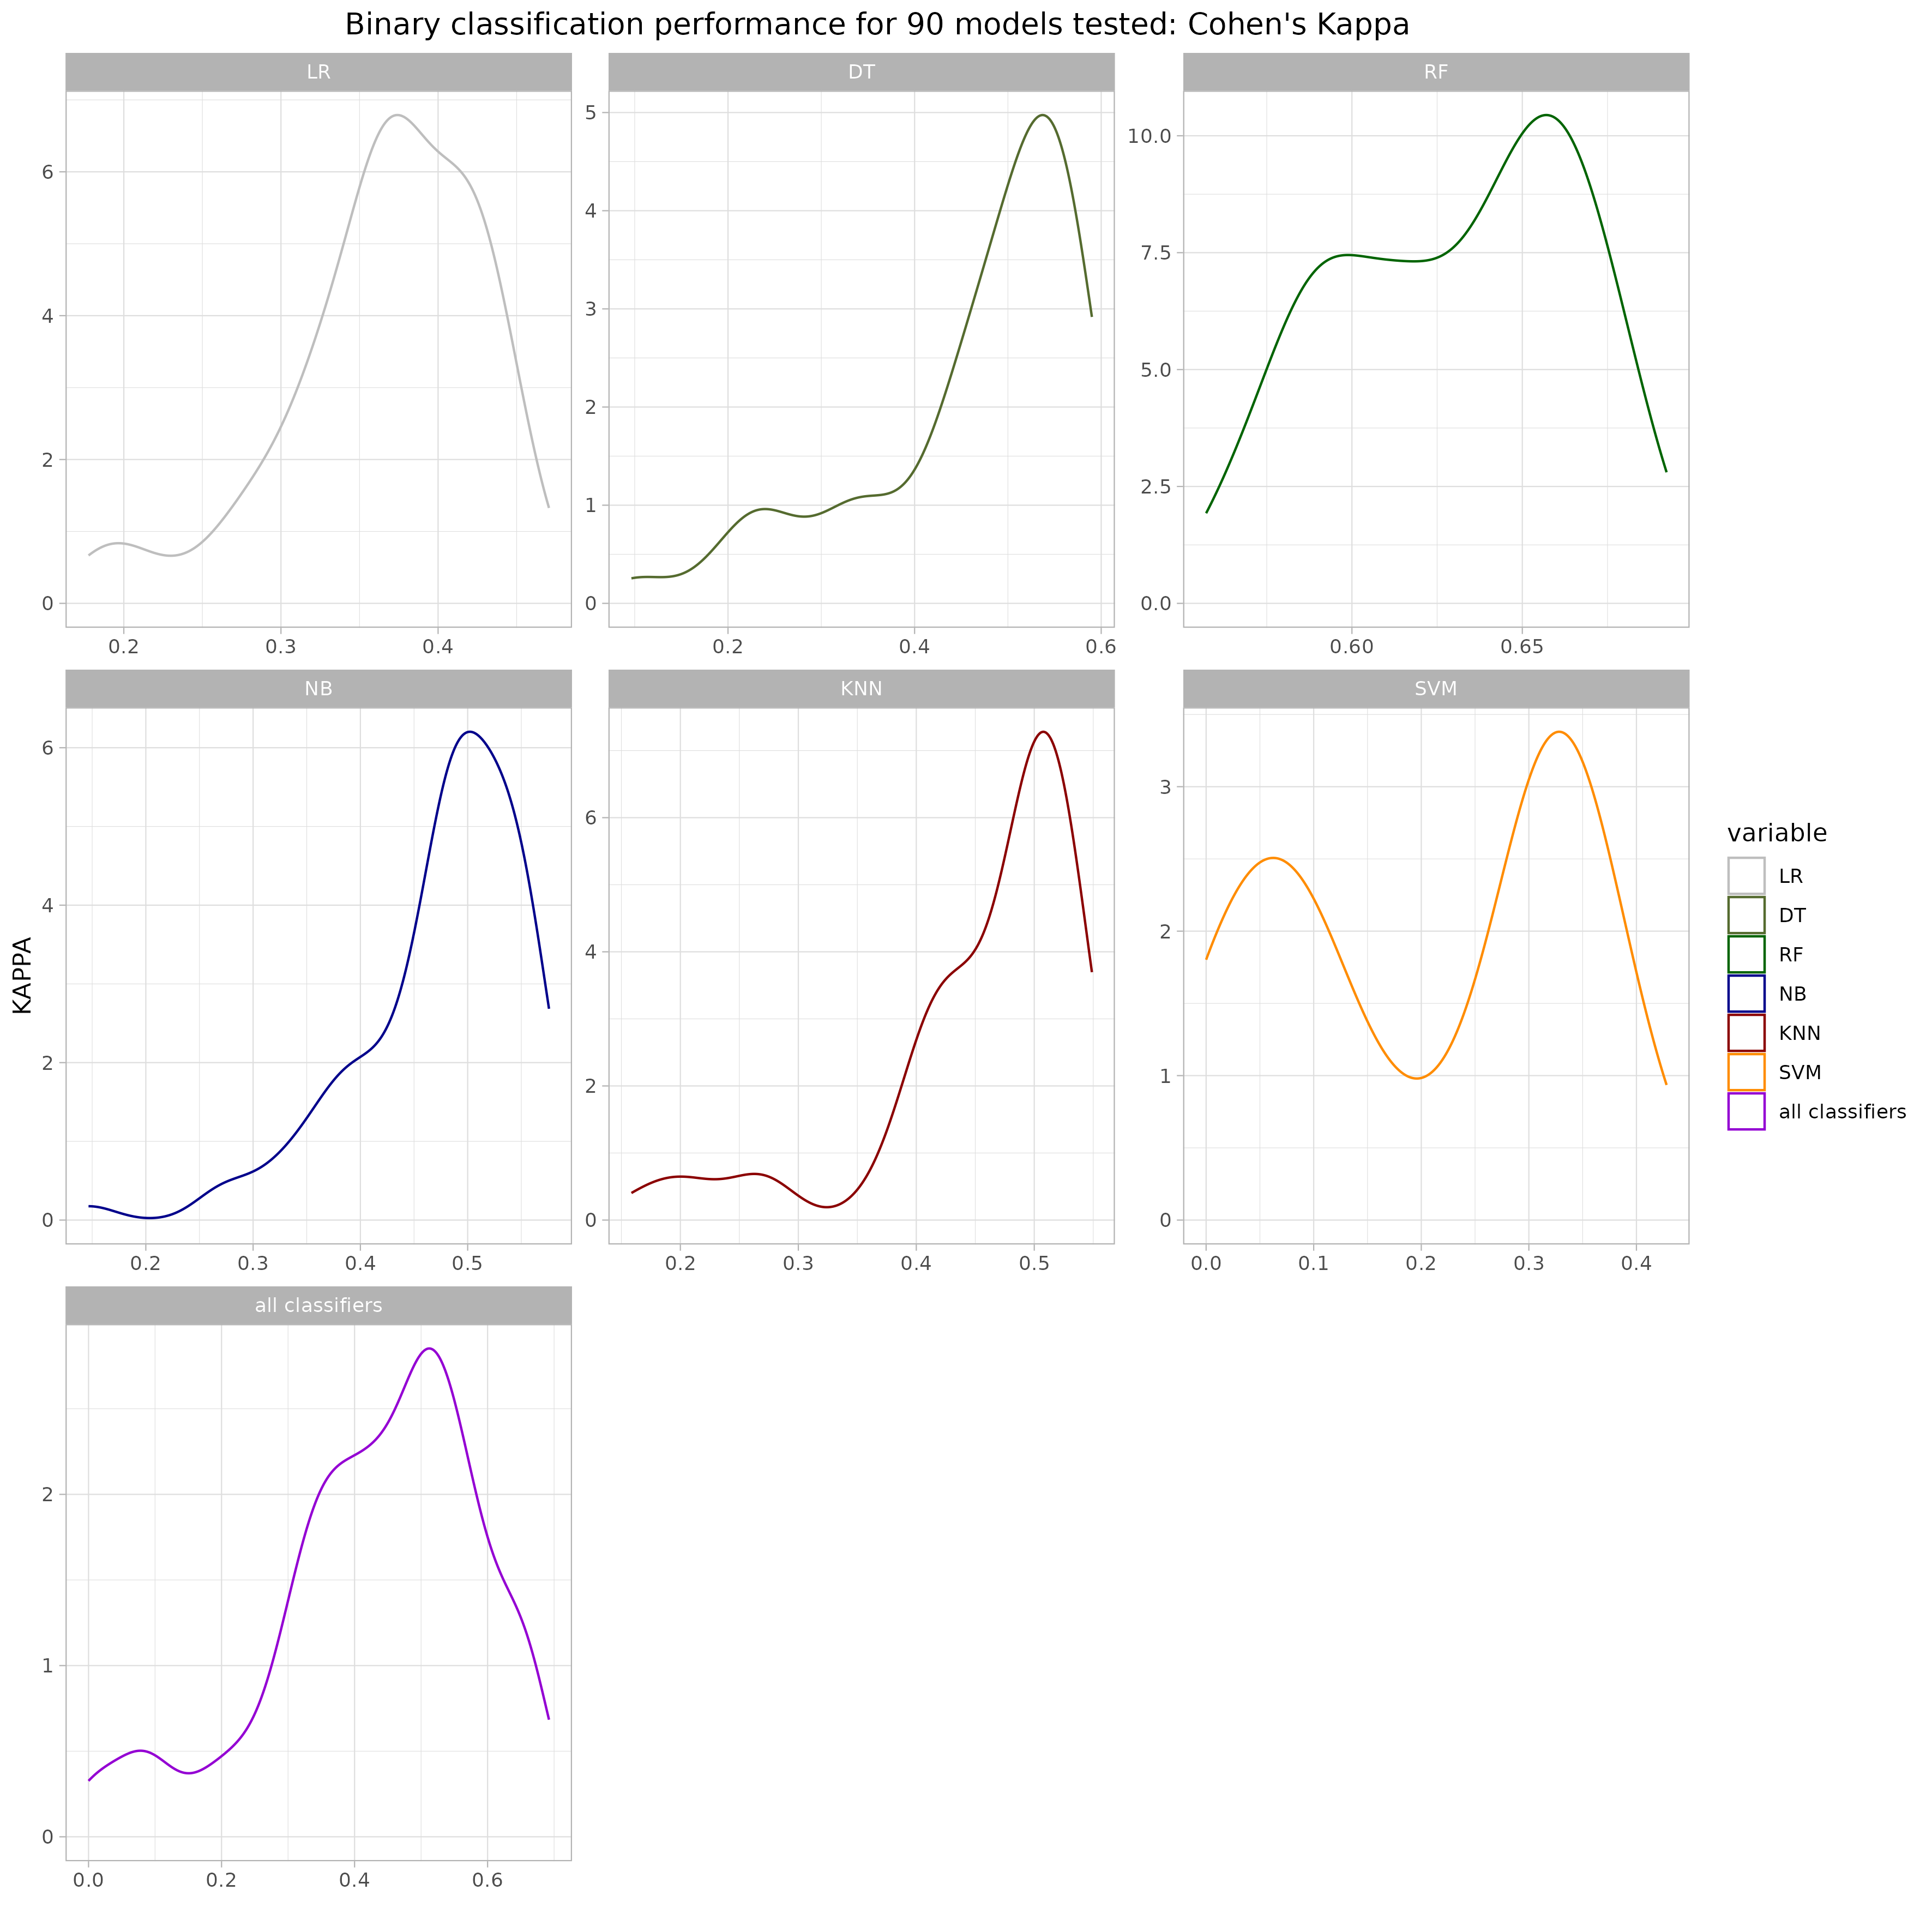 Binary classification performance for 90 models tested: Cohen's Kappa
LR
DT
RF
6
4
2
0
0.2 0.3 0.4
5
4
3
2
1
0
0.2 0.4 0.6
10.0
7.5
5.0
2.5
0.0
0.60 0.65
NB
KNN
SVM
6
4
2
0
0.2 0.3 0.4 0.5
6
4
2
0
0.2 0.3 0.4 0.5
3
2
1
0
0.0 0.1 0.2 0.3 0.4
all classifiers
2
1
0
0.0 0.2 0.4 0.6
KAPPA
variable
LR
DT
RF
NB
KNN
SVM
all classifiers